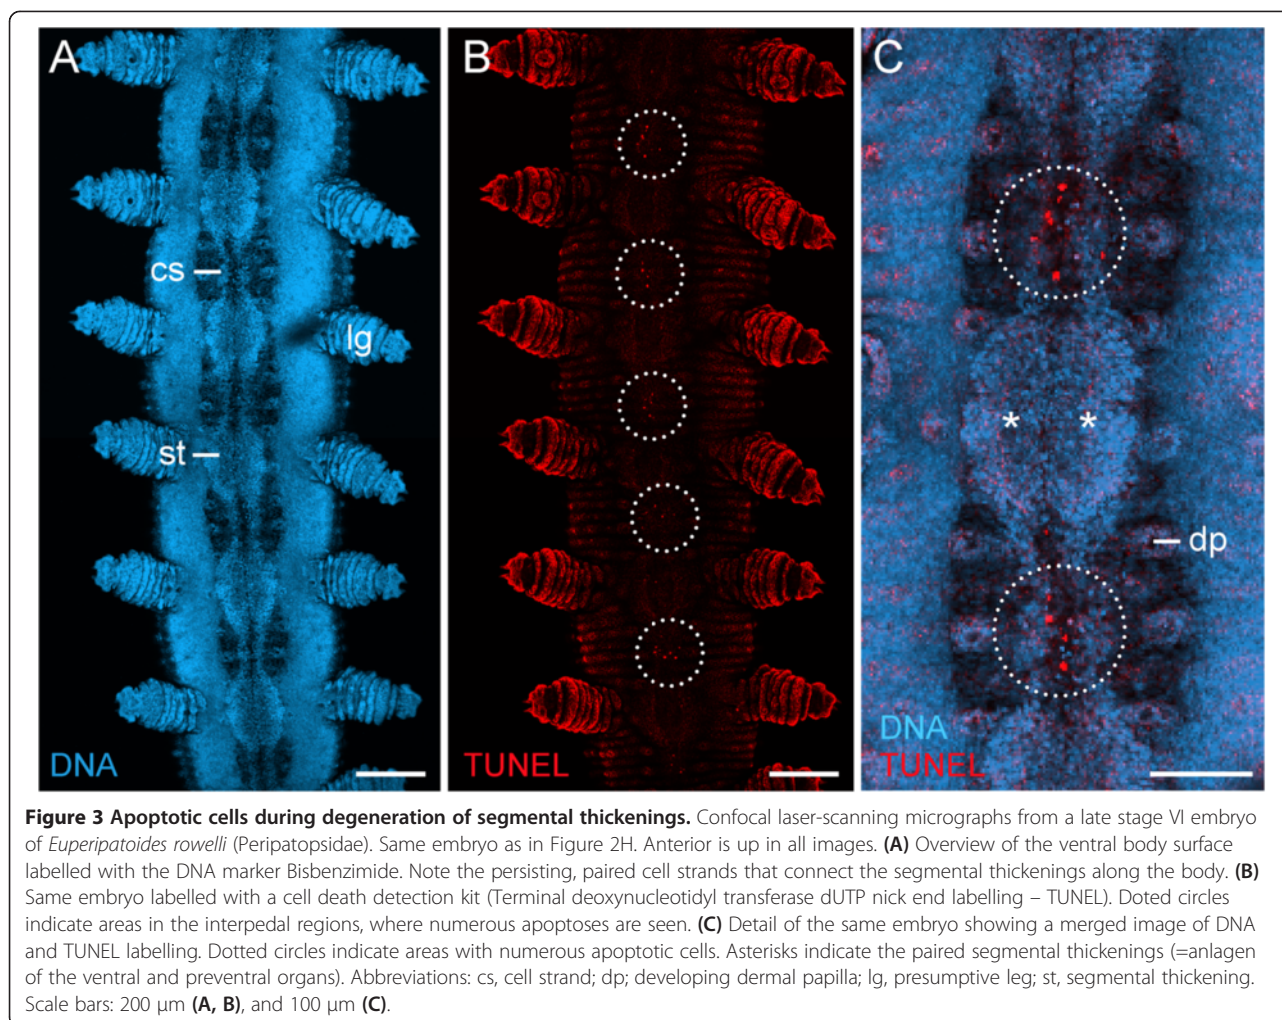 A
B
C
cs
lg
st
dp
*
*
DNA
TUNEL
DNA
TUNEL
Figure 3 Apoptotic cells during degeneration of segmental thickenings. Confocal laser-scanning micrographs from a late stage VI embryo
of Euperipatoides rowelli (Peripatopsidae). Same embryo as in Figure 2H. Anterior is up in all images. (A) Overview of the ventral body surface
labelled with the DNA marker Bisbenzimide. Note the persisting, paired cell strands that connect the segmental thickenings along the body. (B)
Same embryo labelled with a cell death detection kit (Terminal deoxynucleotidyl transferase dUTP nick end labelling – TUNEL). Doted circles
indicate areas in the interpedal regions, where numerous apoptoses are seen. (C) Detail of the same embryo showing a merged image of DNA
and TUNEL labelling. Dotted circles indicate areas with numerous apoptotic cells. Asterisks indicate the paired segmental thickenings (=anlagen
of the ventral and preventral organs). Abbreviations: cs, cell strand; dp; developing dermal papilla; lg, presumptive leg; st, segmental thickening.
Scale bars: 200 μm (A, B), and 100 μm (C).